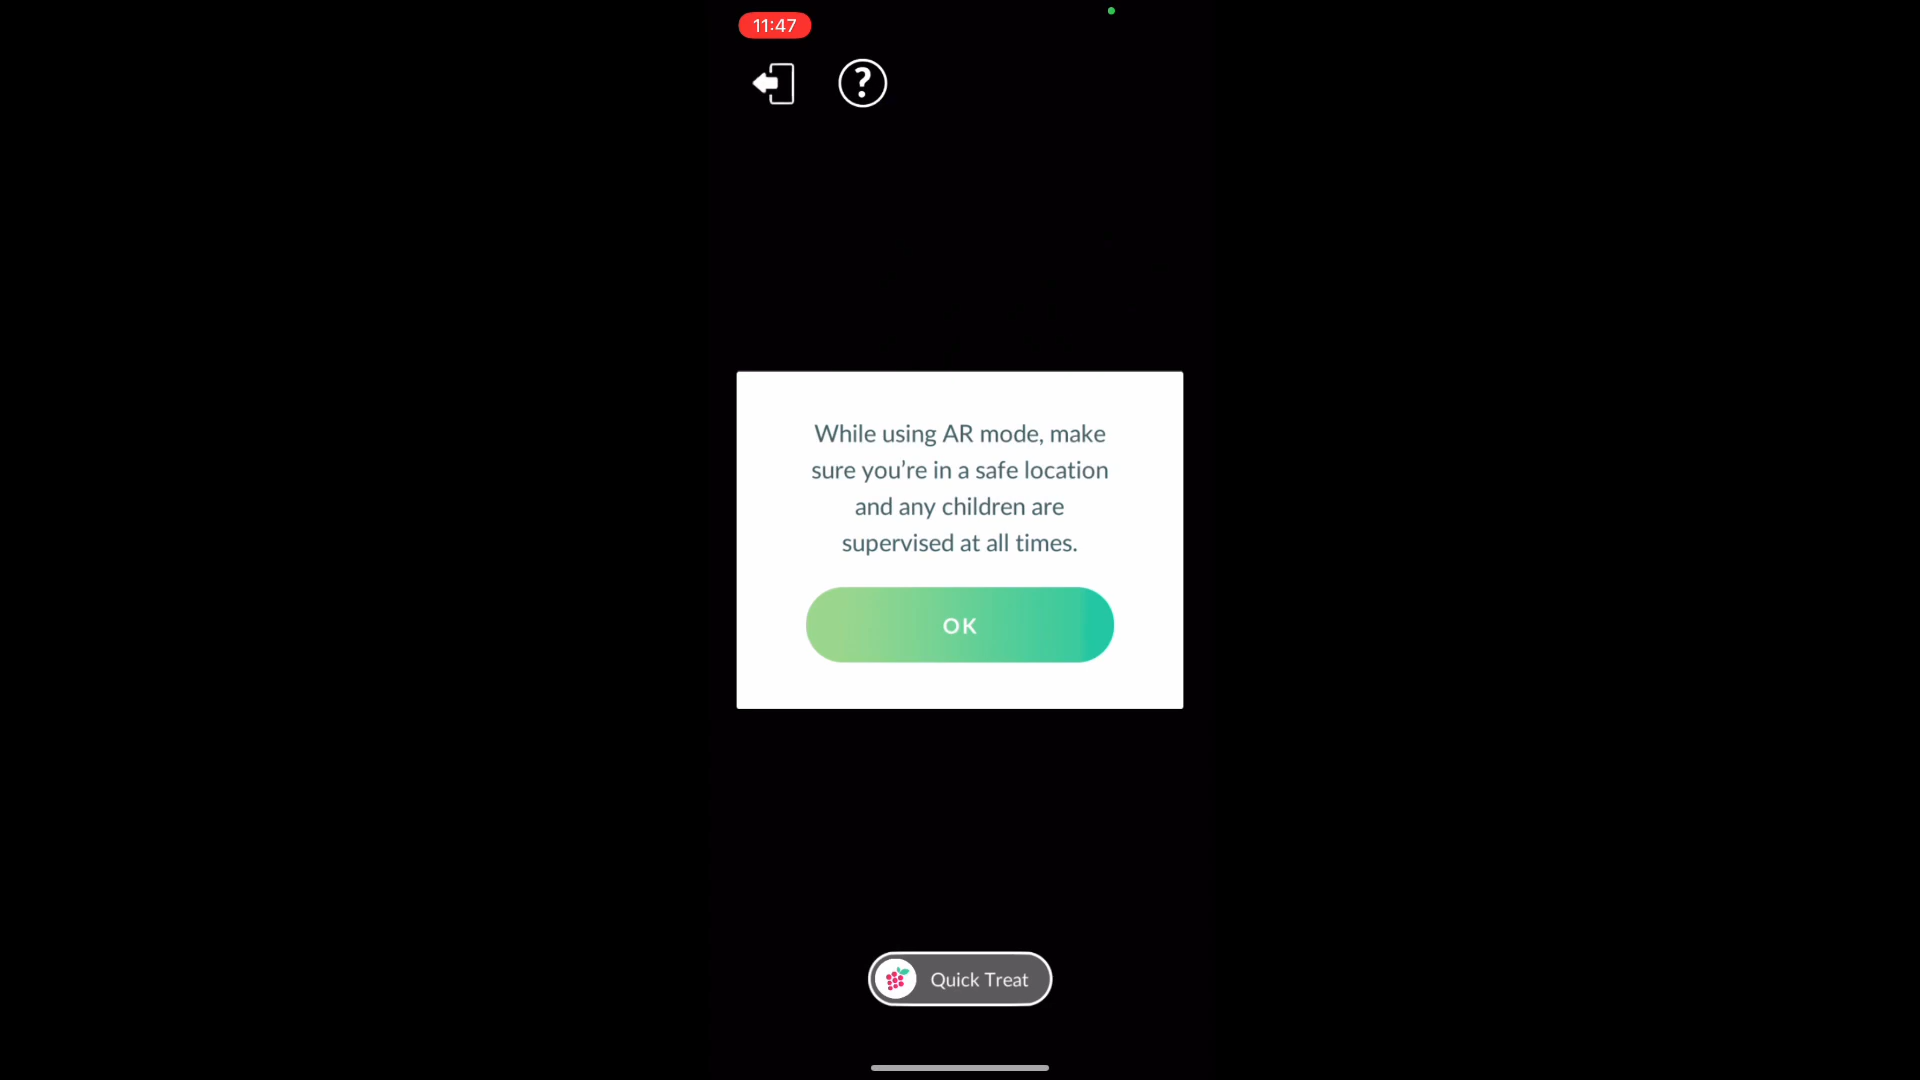 11:47
?
While using AR mode, make
sure you’re in a safe location
and any children are
supervised at all times.
OK
Quick Treat